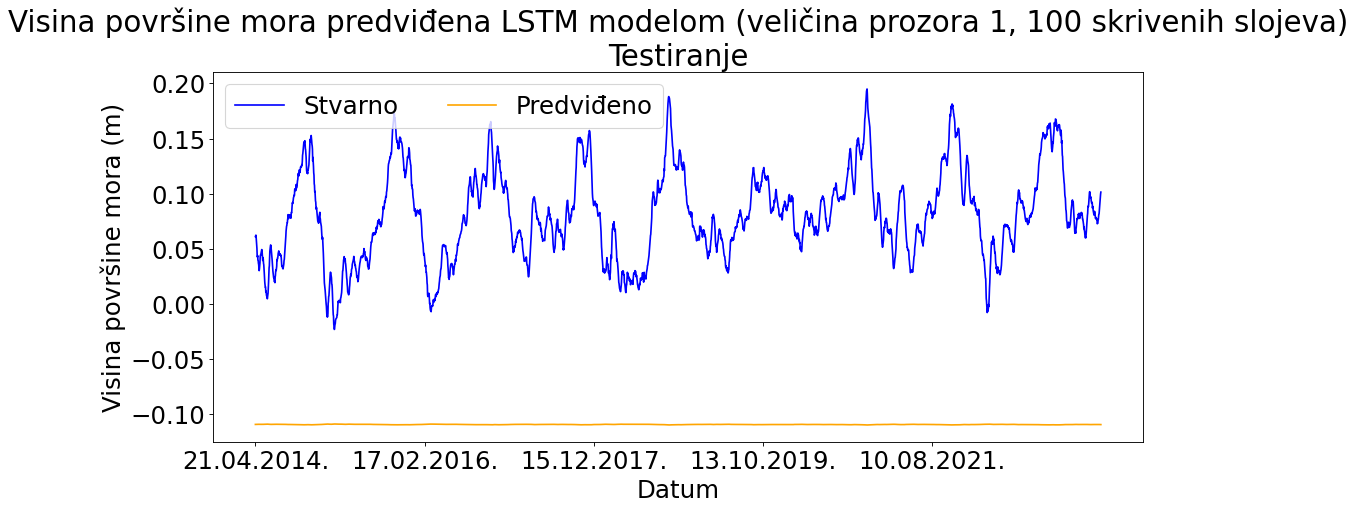 Visina površine mora predviđena LSTM modelom (veličina prozora 1, 100 skrivenih slojeva)
Testiranje
Stvarno Predviđeno
Visina površine mora (m)
0.20
0.15
0.10
0.05
0.00
−0.05
−0.10
21.04.2014. 17.02.2016. 15.12.2017. 13.10.2019. 10.08.2021.
Datum